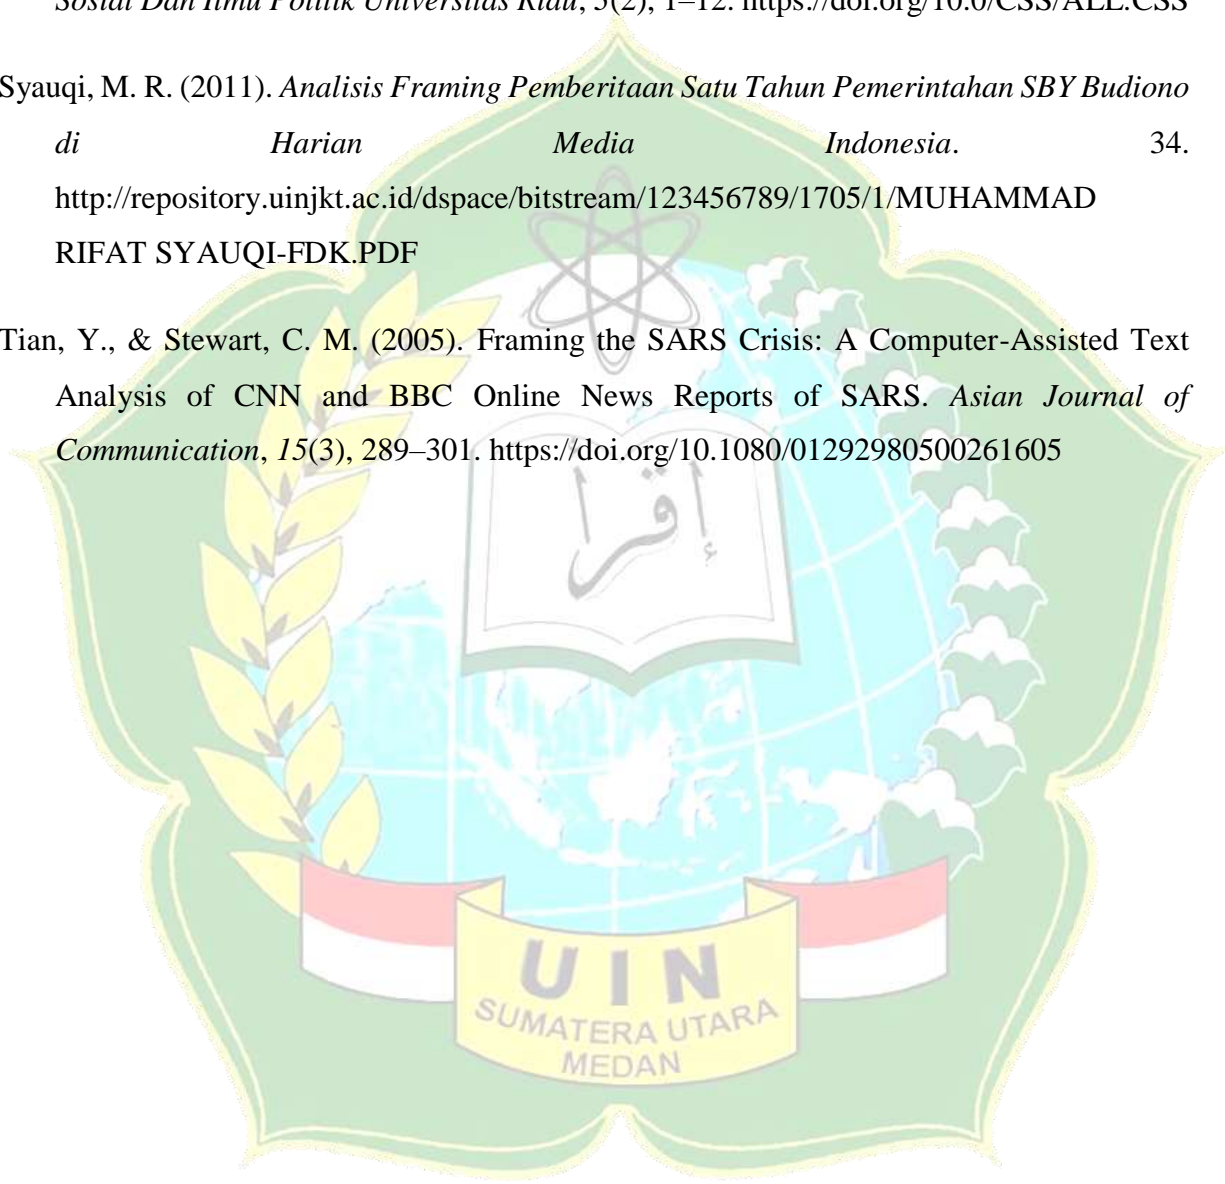 Sosial Dan Ilmu Politik Universitas Riau, 5(2), 1–12. https://doi.org/10.0/CSS/ALL.CSS
Syauqi, M. R. (2011). Analisis Framing Pemberitaan Satu Tahun Pemerintahan SBY Budiono
di Harian Media Indonesia. 34.
http://repository.uinjkt.ac.id/dspace/bitstream/123456789/1705/1/MUHAMMAD
RIFAT SYAUQI-FDK.PDF
Tian, Y., & Stewart, C. M. (2005). Framing the SARS Crisis: A Computer-Assisted Text
Analysis of CNN and BBC Online News Reports of SARS. Asian Journal of
Communication, 15(3), 289–301. https://doi.org/10.1080/01292980500261605
إقرأ
UIN
SUMATERA UTARA
MEDAN